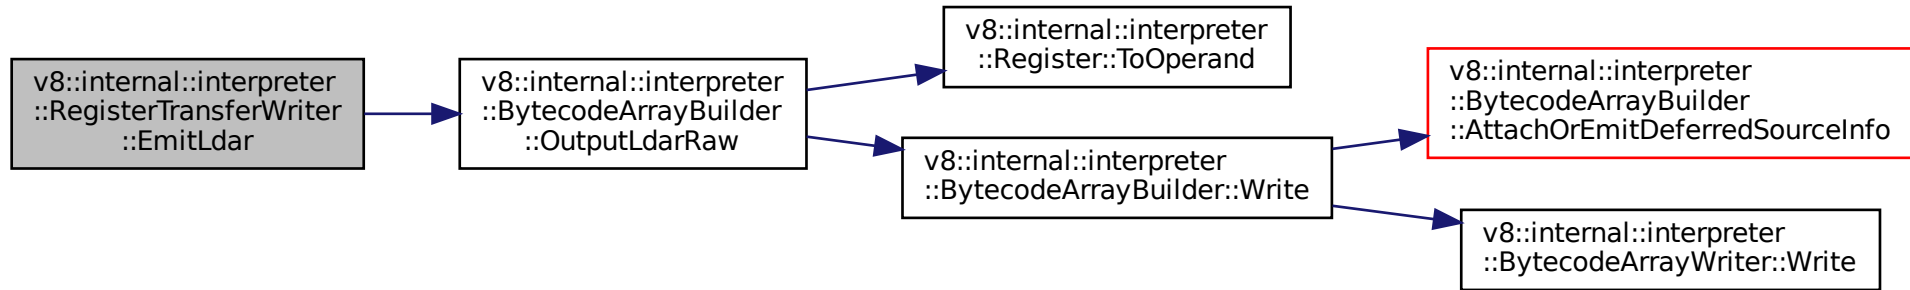 v8::internal::interpreter
::RegisterTransferWriter
::EmitLdar
v8::internal::interpreter
::BytecodeArrayBuilder
::OutputLdarRaw
v8::internal::interpreter
::Register::ToOperand
v8::internal::interpreter
::BytecodeArrayBuilder::Write
v8::internal::interpreter
::BytecodeArrayBuilder
::AttachOrEmitDeferredSourceInfo
v8::internal::interpreter
::BytecodeArrayWriter::Write